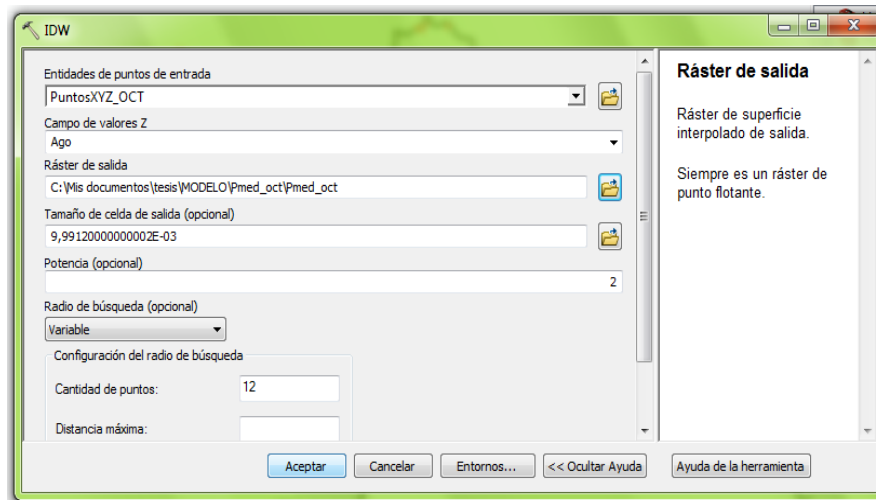 IDW
Entidades de puntos de entrada
PuntosXYZ_OCT
Campo de valores Z
Ago
Ráster de salida
C:\Mis documentos\tesis\MODELO\Pmed_oct\Pmed_oct
Tamaño de celda de salida (opcional)
9,99120000000002E-03
Potencia (opcional)
2
Radio de búsqueda (opcional)
Variable
Configuración del radio de búsqueda
Cantidad de puntos:
12
Distancia máxima:
Ráster de salida
Ráster de superficie
interpolado de salida.
Siempre es un ráster de
punto flotante.
Aceptar
Cancelar
Entornos...
<< Ocultar Ayuda
Ayuda de la herramienta